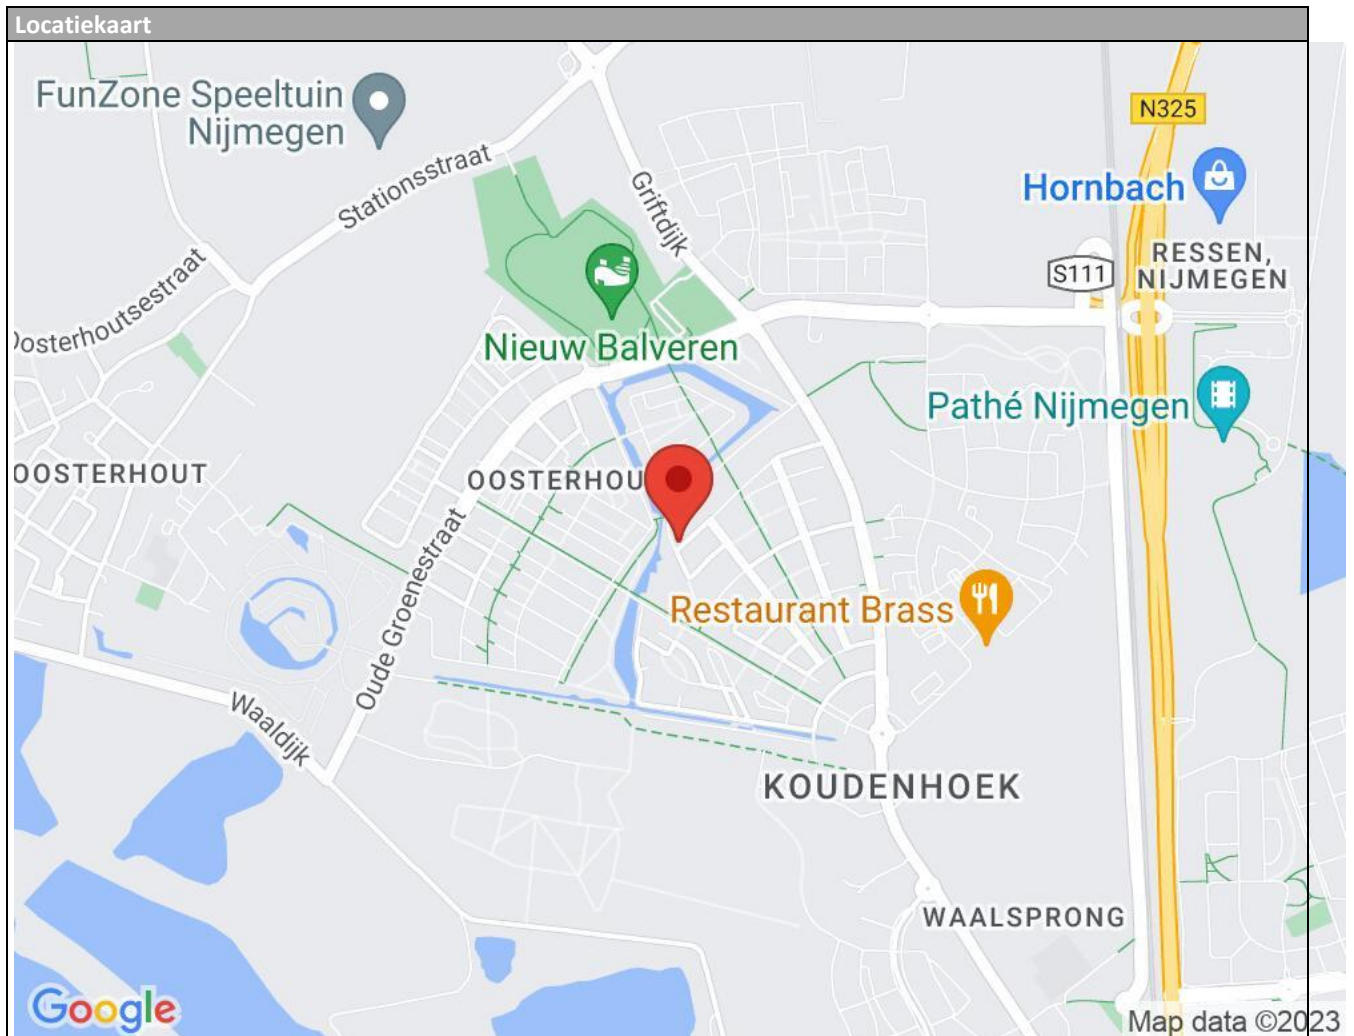 Locatiekaart
FunZone Speeltuin
Nijmegen
Stationsstraat
Griftdijk
N325
Hornbach
RESSEN,
NIJMEGEN
S111
Oosterhoutsestraat
Nieuw Balveren
Pathé Nijmegen
OOSTERHOUT
OOSTERHOU
Oude Groenestraat
Restaurant Brass
Waaldijk
KOUDENHOEK
WAALSPRONG
Google
Map data ©2023